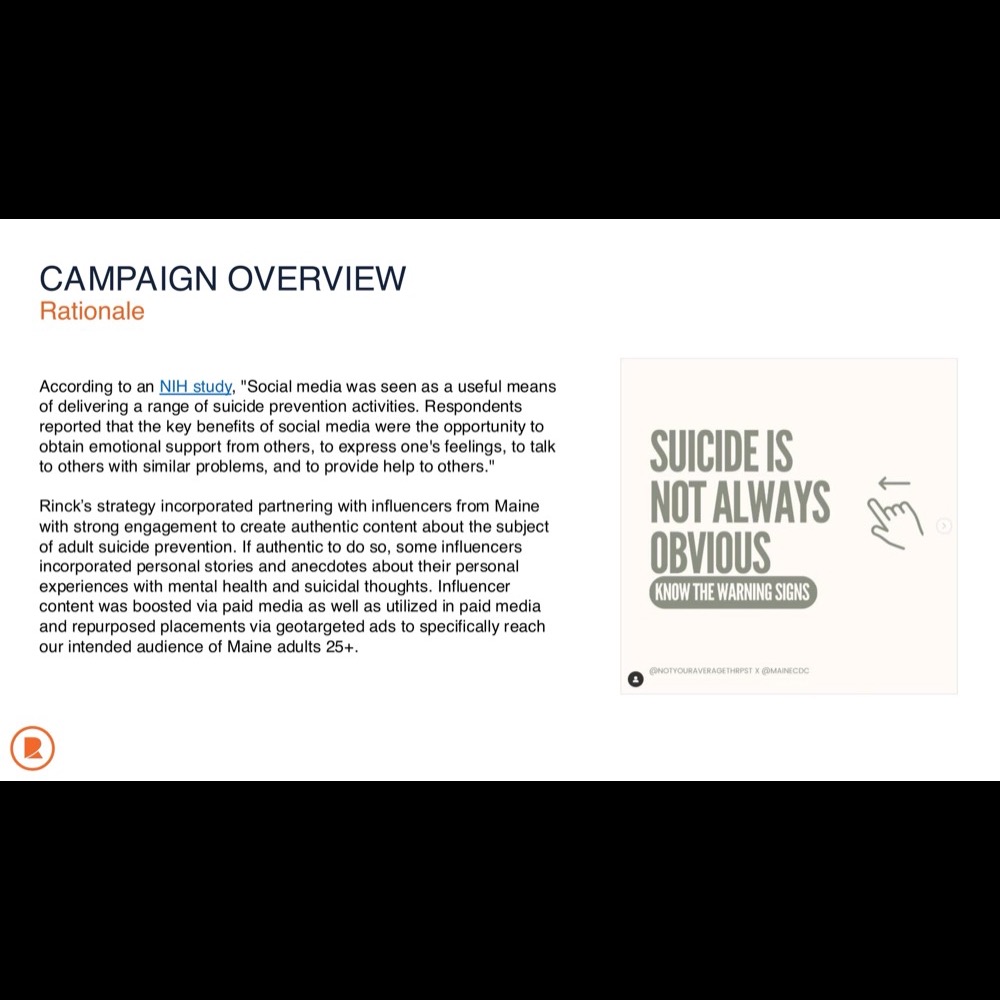 CAMPAIGN OVERVIEW
Rationale
According to an NIH study, "Social media was seen as a useful means
of delivering a range of suicide prevention activities. Respondents
reported that the key benefits of social media were the opportunity to
obtain emotional support from others, to express one's feelings, to talk
to others with similar problems, and to provide help to others."
Rinck's strategy incorporated partnering with influencers from Maine
with strong engagement to create authentic content about the subject
of adult suicide prevention. If authentic to do so, some influencers
incorporated personal stories and anecdotes about their personal
experiences with mental health and suicidal thoughts. Influencer
content was boosted via paid media as well as utilized in paid media
and repurposed placements via geotargeted ads to specifically reach
our intended audience of Maine adults 25+.
SUICIDE IS
NOT ALWAYS
OBVIOUS
KNOW THE WARNING SIGNS
@NOTYOURAVERAGETHRPST X @MAINECDC
R